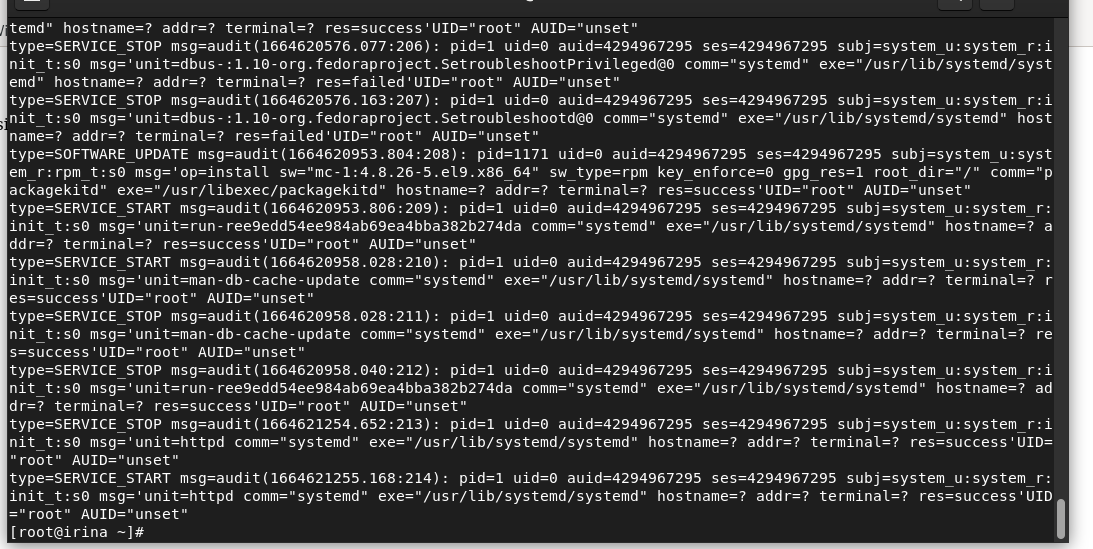 temd" hostname=? addr=? terminal=? res=success'UID="root" AUID="unset"
type=SERVICE_STOP msg=audit(1664620576.077:206): pid=1 uid=0 auid=4294967295 ses=4294967295 subj=system_u:system_r:i
nit_t:s0 msg='unit=dbus-:1.10-org.fedoraproject.SetroubleshootPrivileged@0 comm="systemd" exe="/usr/lib/systemd/syst
emd" hostname=? addr=? terminal=? res=failed'UID="root" AUID="unset"
type=SERVICE_STOP msg=audit(1664620576.163:207): pid=1 uid=0 auid=4294967295 ses=4294967295 subj=system_u:system_r:i
nit_t:s0 msg='unit=dbus-:1.10-org.fedoraproject.Setroubleshootd@0 comm="systemd" exe="/usr/lib/systemd/systemd" host
name=? addr=? terminal=? res=failed'UID="root" AUID="unset"
type=SOFTWARE_UPDATE msg=audit(1664620953.804:208): pid=1171 uid=0 auid=4294967295 ses=4294967295 subj=system_u:syst
em_r:rpm_t:s0 msg='op=install sw="mc-1:4.8.26-5.el9.x86_64" sw_type=rpm key_enforce=0 gpg_res=1 root_dir="/" comm="p
ackagekitd" exe="/usr/libexec/packagekitd" hostname=? addr=? terminal=? res=success'UID="root" AUID="unset"
type=SERVICE_START msg=audit(1664620953.806:209): pid=1 uid=0 auid=4294967295 ses=4294967295 subj=system_u:system_r:
init_t:s0 msg='unit=run-ree9edd54ee984ab69ea4bba382b274da comm="systemd" exe="/usr/lib/systemd/systemd" hostname=? a
ddr=? terminal=? res=success'UID="root" AUID="unset"
type=SERVICE_START msg=audit(1664620958.028:210): pid=1 uid=0 auid=4294967295 ses=4294967295 subj=system_u:system_r:
init_t:s0 msg='unit=man-db-cache-update comm="systemd" exe="/usr/lib/systemd/systemd" hostname=? addr=? terminal=? r
es=success'UID="root" AUID="unset"
type=SERVICE_STOP msg=audit(1664620958.028:211): pid=1 uid=0 auid=4294967295 ses=4294967295 subj=system_u:system_r:i
nit_t:s0 msg='unit=man-db-cache-update comm="systemd" exe="/usr/lib/systemd/systemd" hostname=? addr=? terminal=? re
s=success'UID="root" AUID="unset"
type=SERVICE_STOP msg=audit(1664620958.040:212): pid=1 uid=0 auid=4294967295 ses=4294967295 subj=system_u:system_r:i
nit_t:s0 msg='unit=run-ree9edd54ee984ab69ea4bba382b274da comm="systemd" exe="/usr/lib/systemd/systemd" hostname=? ad
dr=? terminal=? res=success'UID="root" AUID="unset"
type=SERVICE_STOP msg=audit(1664621254.652:213): pid=1 uid=0 auid=4294967295 ses=4294967295 subj=system_u:system_r:i
nit_t:s0 msg='unit=httpd comm="systemd" exe="/usr/lib/systemd/systemd" hostname=? addr=? terminal=? res=success'UID=
"root" AUID="unset"
type=SERVICE_START msg=audit(1664621255.168:214): pid=1 uid=0 auid=4294967295 ses=4294967295 subj=system_u:system_r:
init_t:s0 msg='unit=httpd comm="systemd" exe="/usr/lib/systemd/systemd" hostname=? addr=? terminal=? res=success'UID
="root" AUID="unset"
[root@irina ~]#